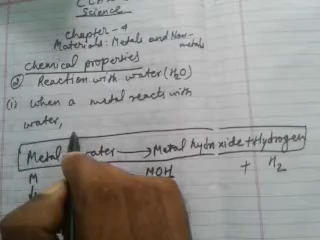 Science
Chapter - 4
Materials: Metals and Non-
metals
Chemical properties
Reaction with water (H₂O)
(i) When a metal reacts with
water,
Metal water → Metal hydroxide + Hydrogen
M MOH + H₂